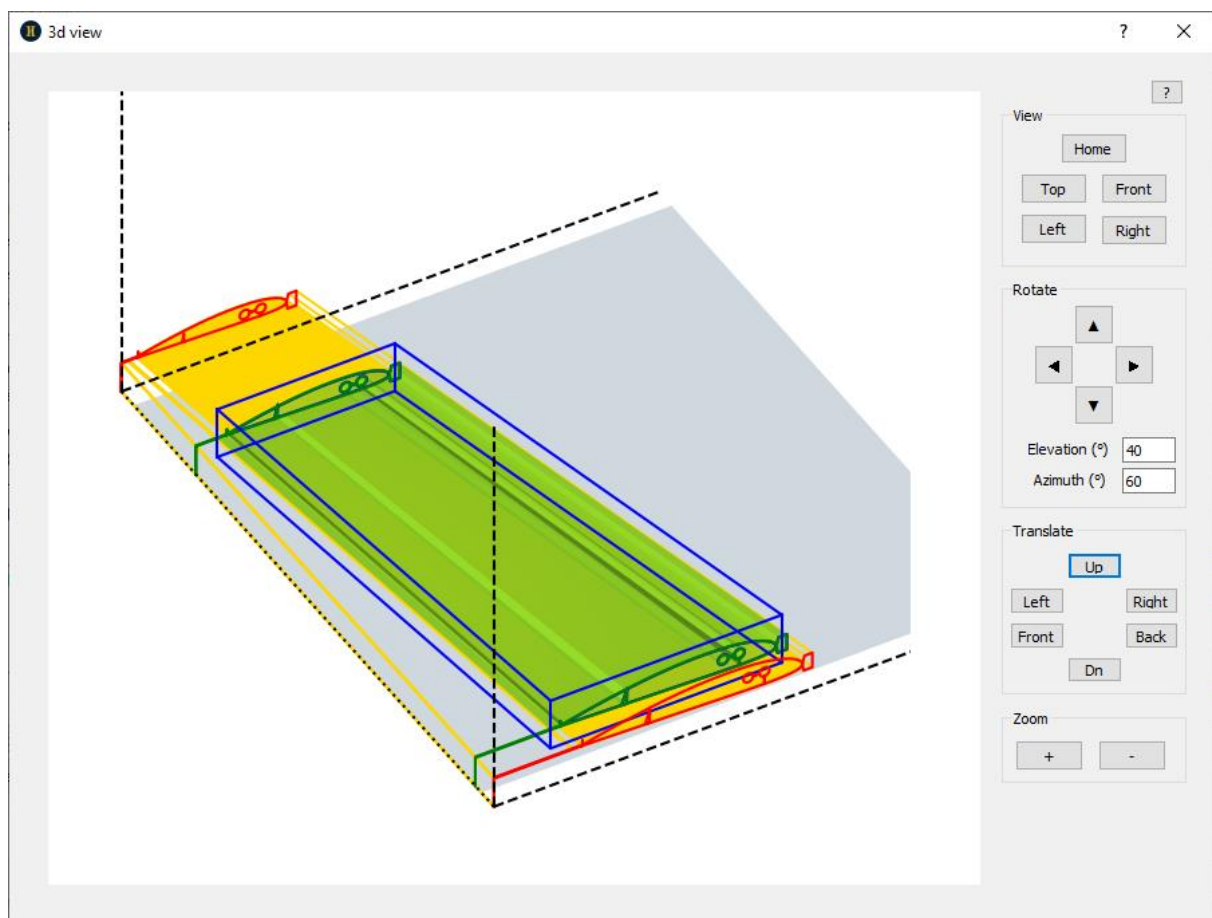 H 3d view ?
?
View
Home
Top Front
Left Right
Rotate
Elevation (°) 40
Azimuth (°) 60
Translate
Up
Left Right
Front Back
Dn
Zoom
+ -